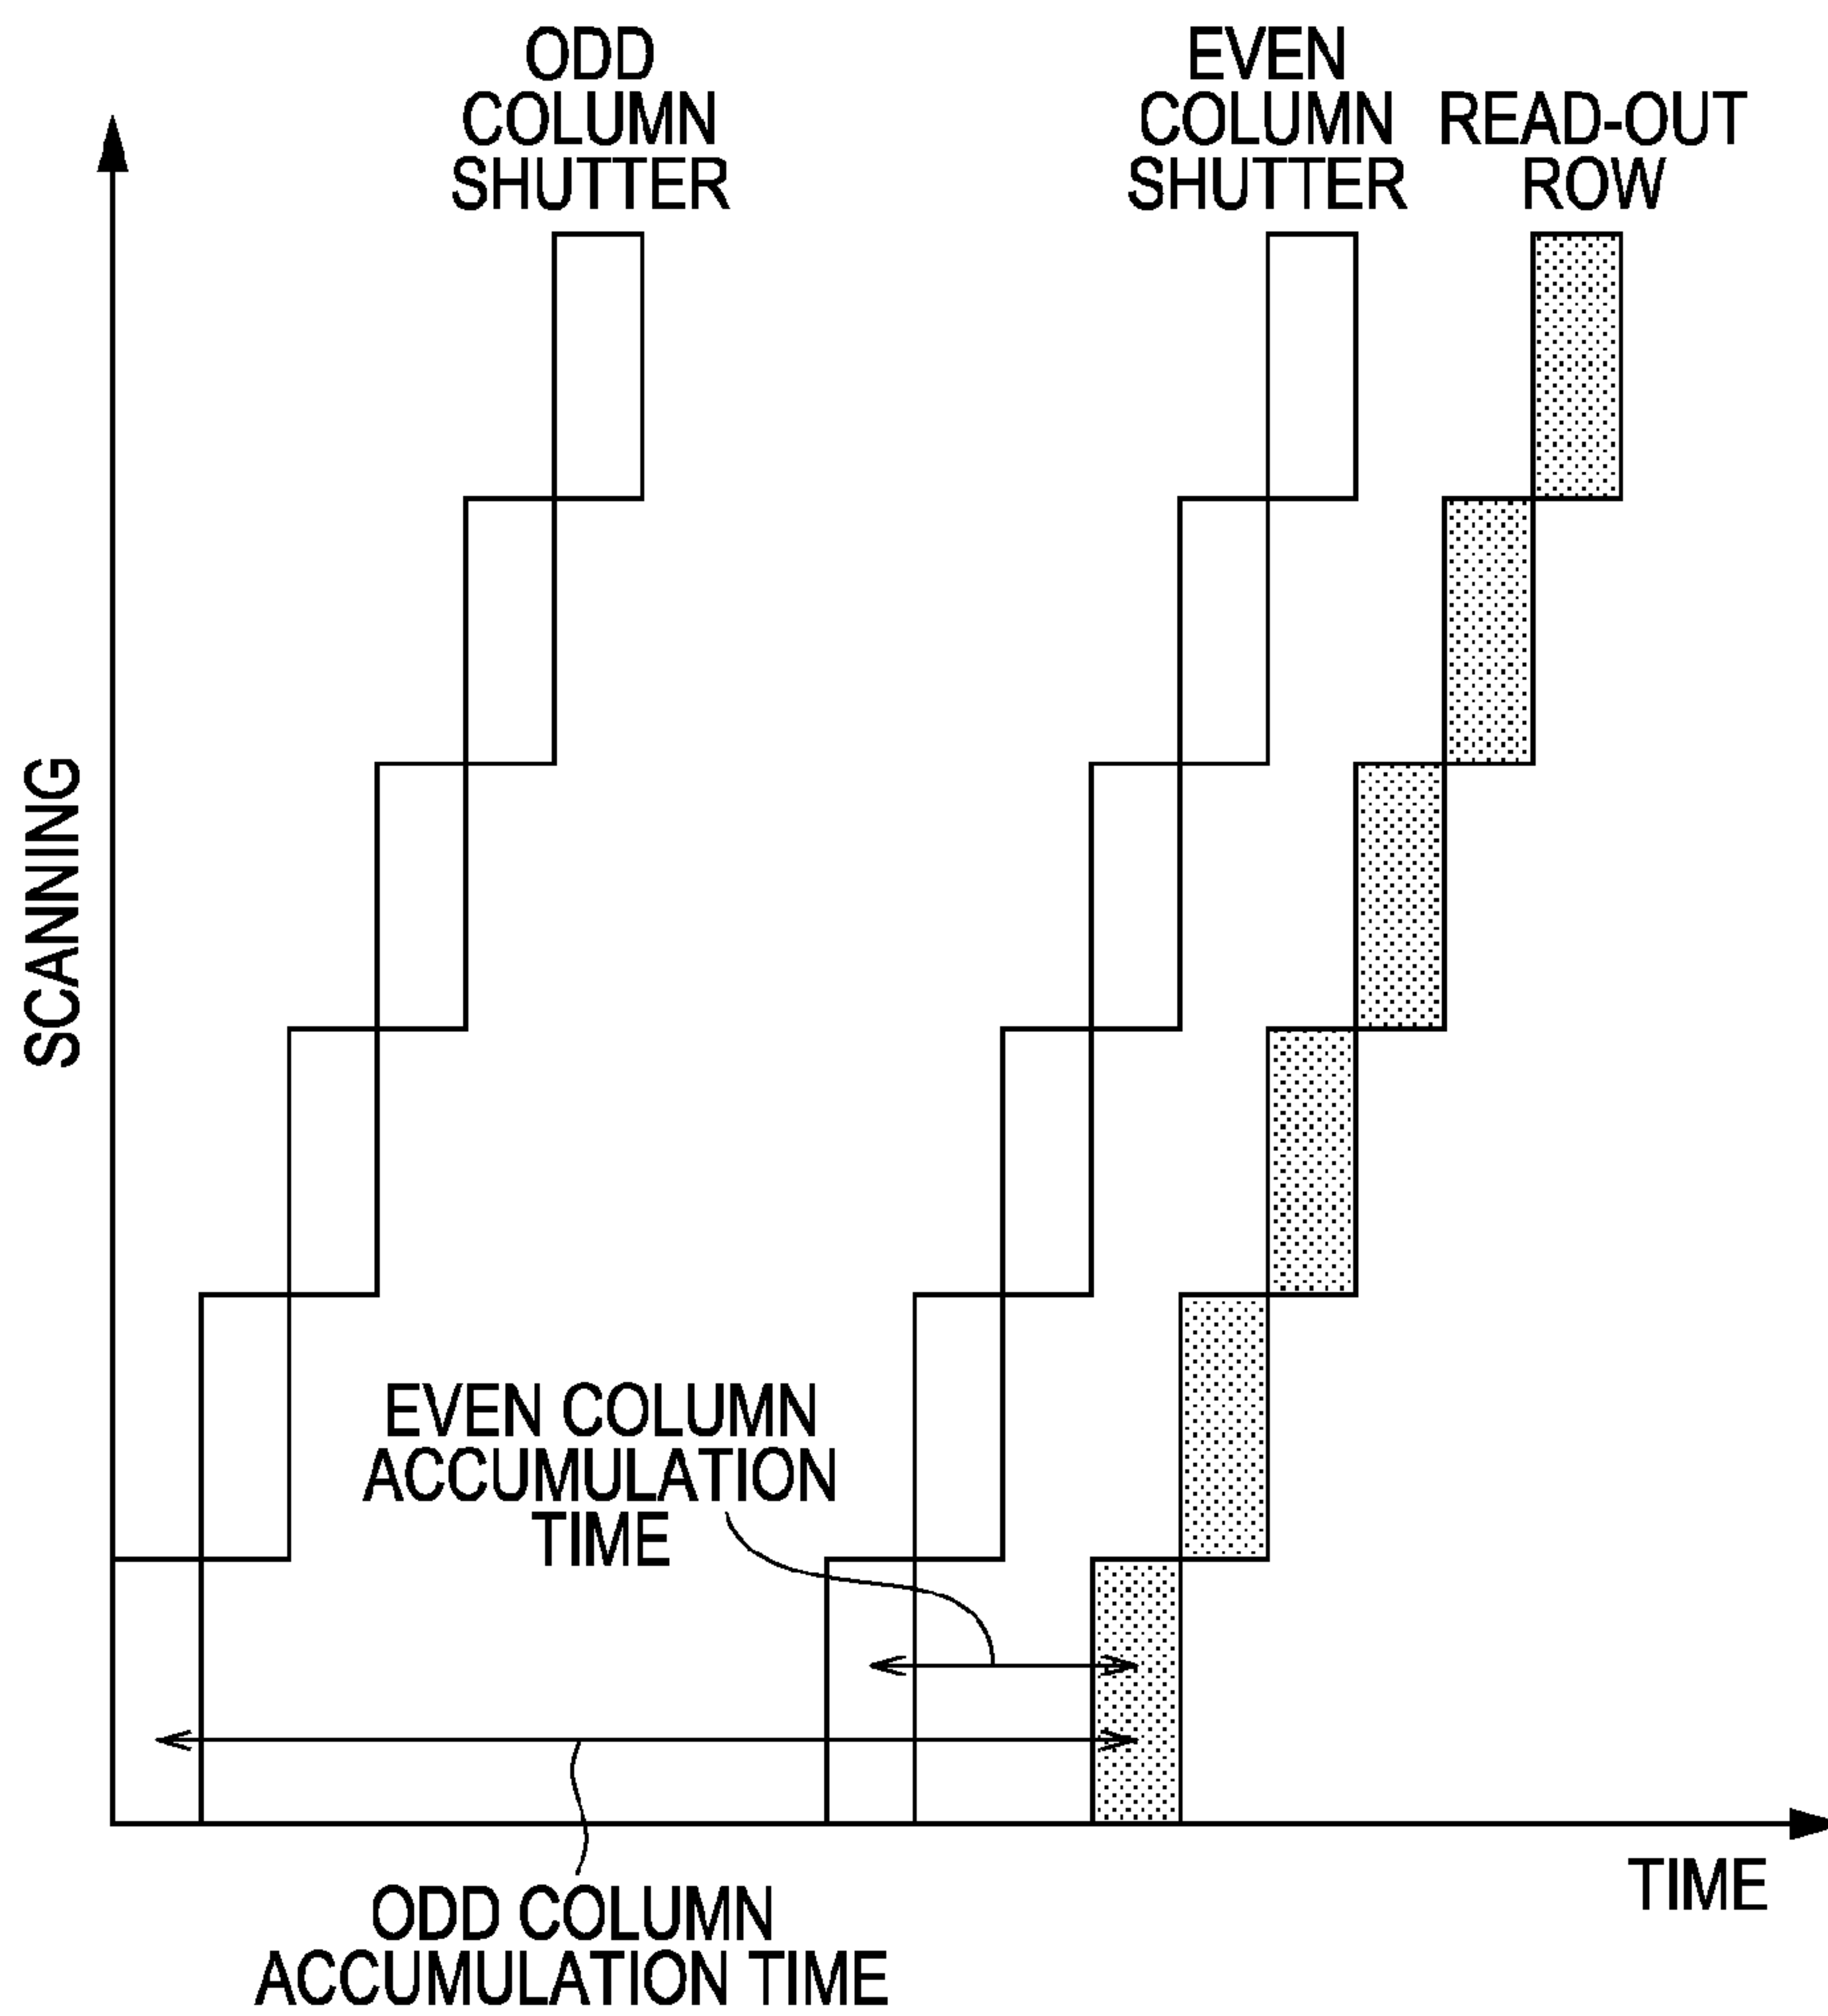 ODD
COLUMN
SHUTTER
EVEN
COLUMN
SHUTTER
READ-OUT
ROW
SCANNING
EVEN COLUMN
ACCUMULATION
TIME
TIME
ODD COLUMN
ACCUMULATION TIME